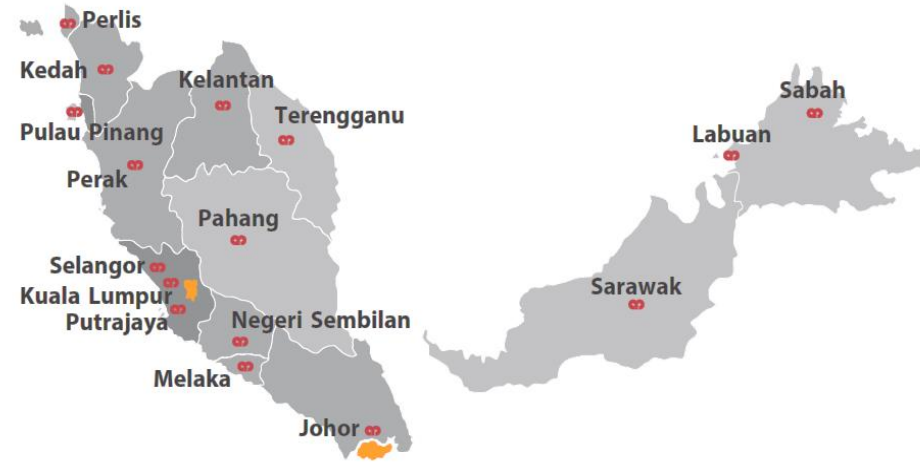 Perlis
Kedah
Kelantan
Pulau Pinang
Terengganu
Perak
Pahang
Selangor
Kuala Lumpur
Putrajaya
Negeri Sembilan
Melaka
Johor
Sabah
Labuan
Sarawak